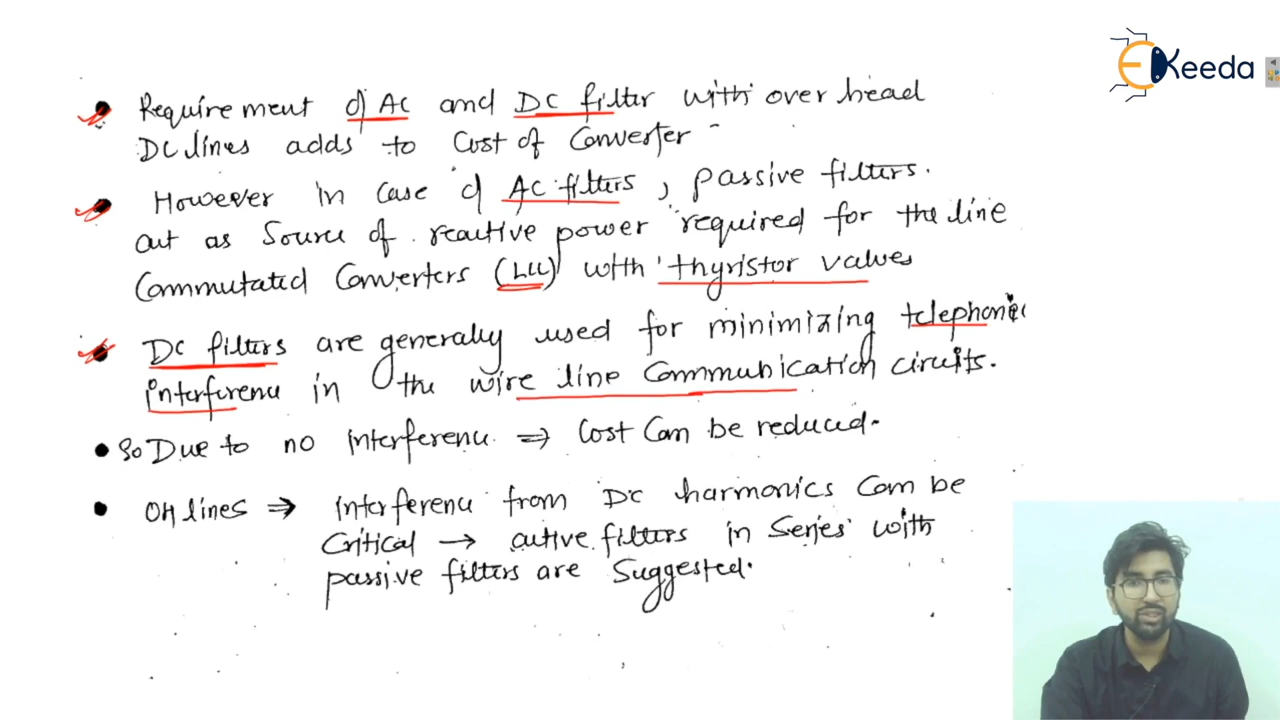 EKeeda
Requirement of AC and DC filter with over head
DC lines adds to Cost of Converter
However in case of AC filters, passive filters.
act as Source of reactive power required for the line
Commutated Converters (LCC) with thyristor valves
DC filters are generally used for minimizing telephonic
interference in the wire line Communication circuits.
So Due to no interference ⇒ Cost Can be reduced.
OH lines ⇒ Interference from DC harmonics Can be
Critical → active filters in Series with
passive filters are Suggested.